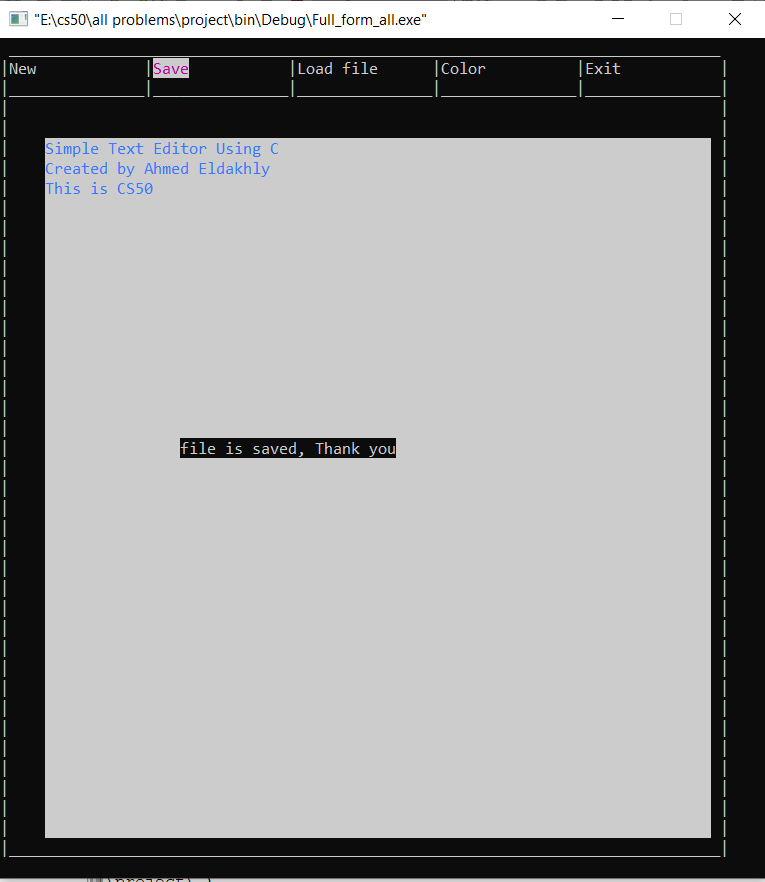 "E:\cs50\all problems\project\bin\Debug\Full_form_all.exe"
New Save Load file Color Exit
Simple Text Editor Using C
Created by Ahmed Eldakhly
This is CS50
file is saved, Thank you